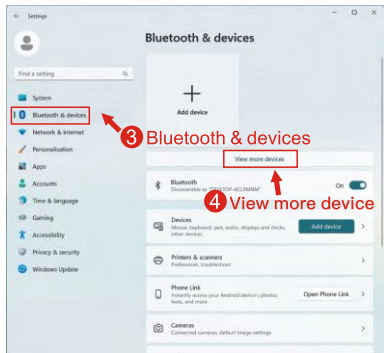 Settings
Bluetooth & devices
Find a setting
System
Bluetooth & devices
Network & internet
Personalisation
Apps
Accounts
Time & language
Gaming
Accessibility
Privacy & security
Windows Update
Add device
3 Bluetooth & devices
View more devices
4 View more device
Bluetooth
Discoverable as
On
Devices
Mouse, keyboard, pen, audio, displays and docks,
other devices
Add device
Printers & scanners
Preferences, troubleshoot
Phone Link
Instantly access your Android device's photos,
texts, and more
Open Phone Link
Cameras
Connected cameras, default image settings